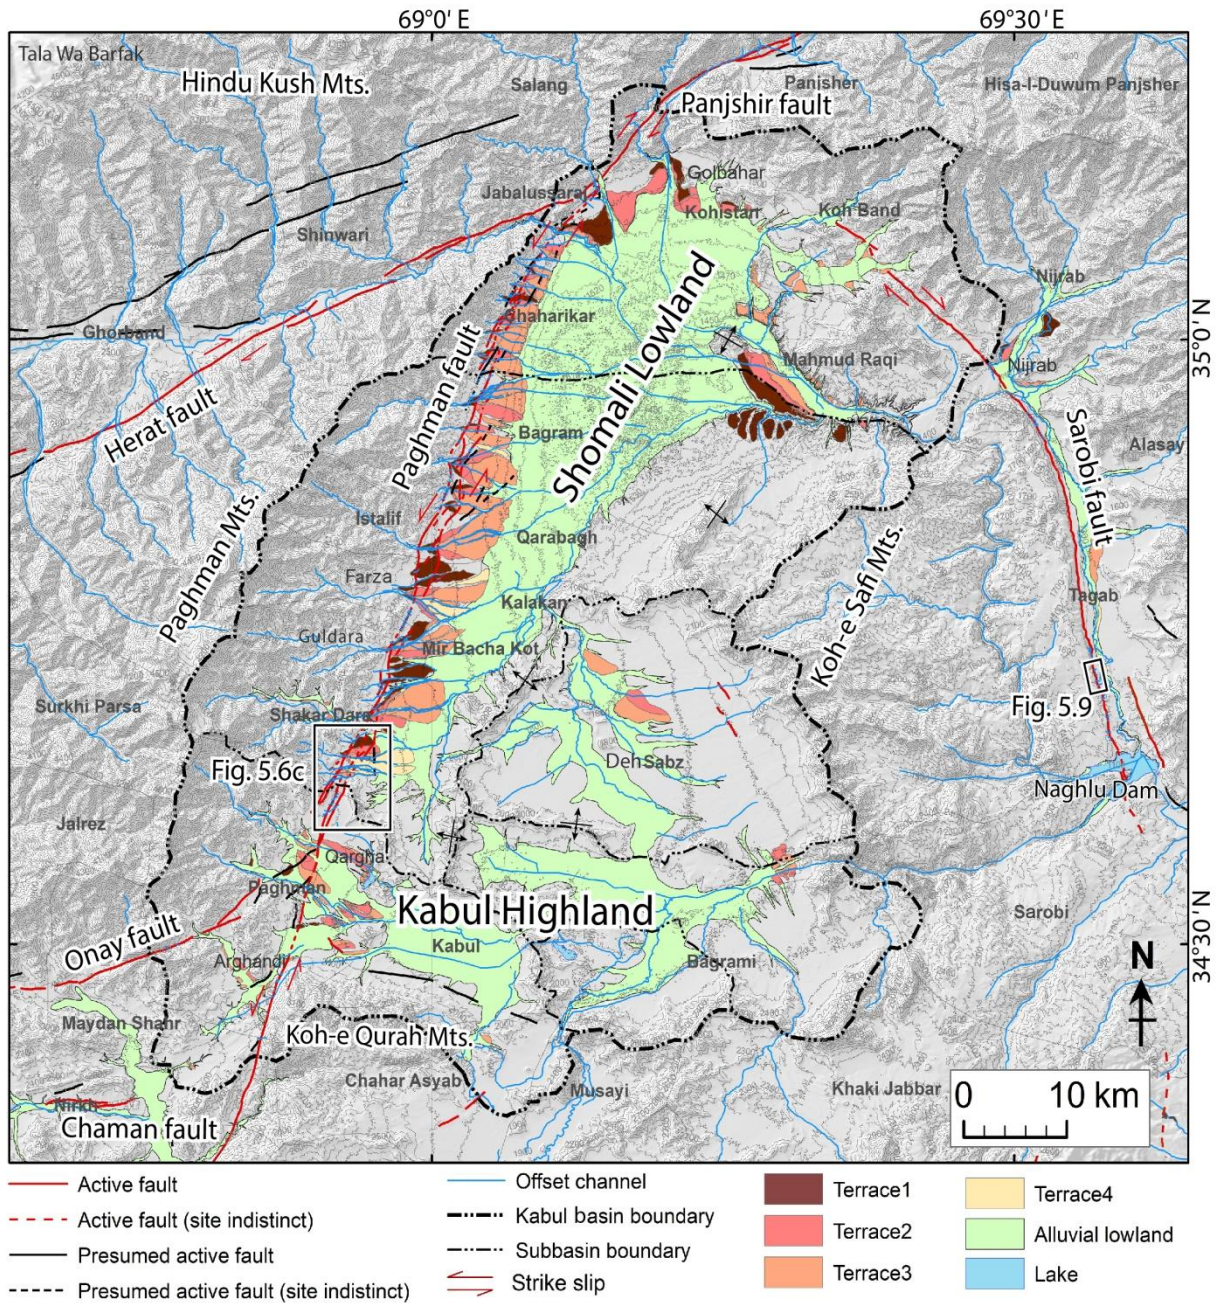 69°0' E
69°30' E
Tala Wa Barfak
Hindu Kush Mts.
Salang
Panjsher
Hisa-I-Duwum Panjsher
Panjshir fault
Golbahar
Jabalussaraj
Kohistan
Koh Band
Shinwari
Nijrab
Ghorband
Chaharikar
35°0' N
Mahmud Raqi
Nijrab
Herat fault
Paghman fault
Shomali Lowland
Bagram
Sarobi fault
Alasay
Paghman Mts.
Istalif
Qarabagh
Farza
Kalakan
Koh-e Safi Mts.
Tagab
Guldara
Mir Bacha Kot
Surkhi Parsa
Shakar Dara
Fig. 5.9
Fig. 5.6c
Deh Sabz
Naghlu Dam
Jalrez
Qargha
Paghman
Kabul Highland
Sarobi
Onay fault
Kabul
Arghandi
Bagrami
34°30' N
N
Maydan Shahr
Koh-e Qurah Mts.
Chahar Asyab
Musayi
Khaki Jabbar
Nirkh
Chaman fault
0 10 km
Active fault
Active fault (site indistinct)
Presumed active fault
Presumed active fault (site indistinct)
Offset channel
Kabul basin boundary
Subbasin boundary
Strike slip
Terrace1
Terrace2
Terrace3
Terrace4
Alluvial lowland
Lake